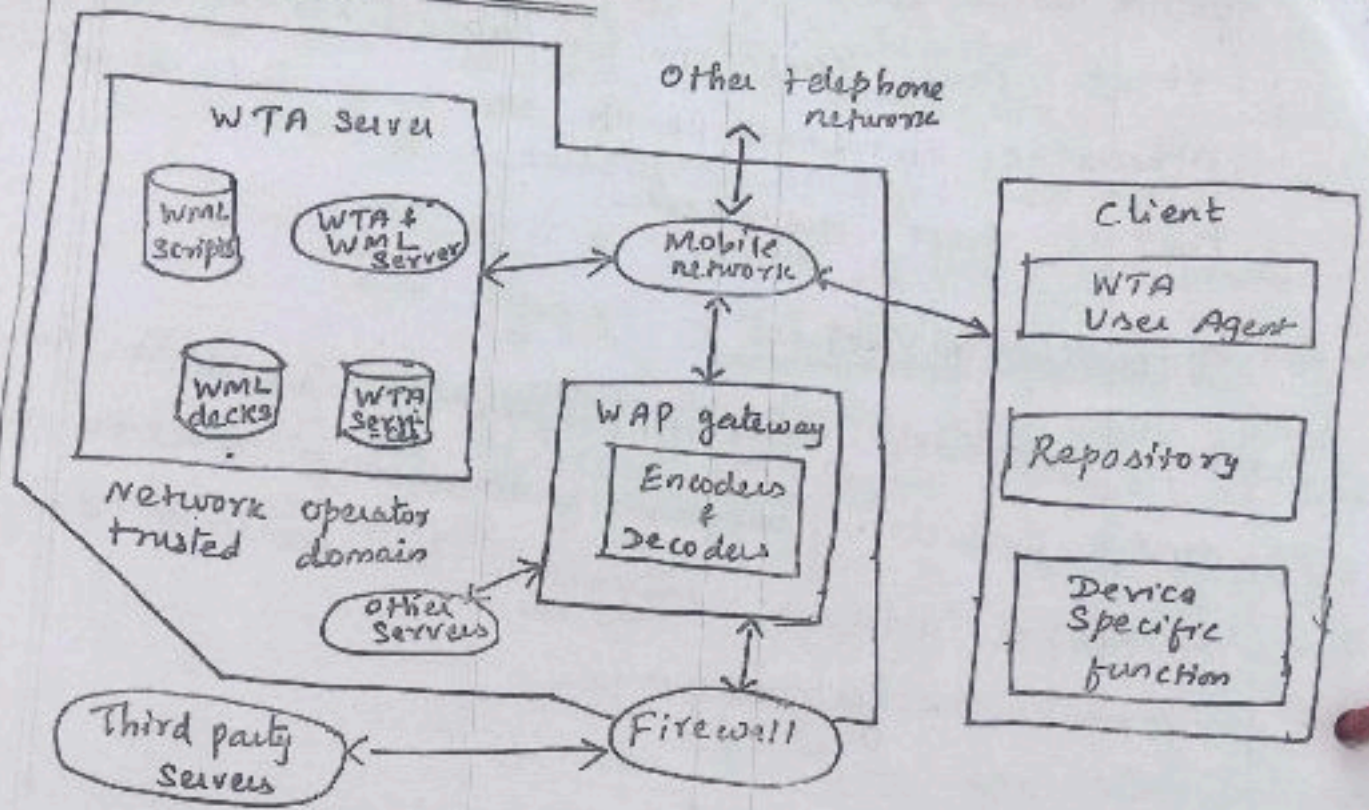 Other telephone
network
WTA Server
WML
Scripts
WTA &
WML
Server
Mobile
network
Client
WTA
User Agent
WML
decks
WTA
WAP gateway
Encoders
&
Decoders
Repository
Network operator
trusted domain
Other
Servers
Device
Specific
function
Third party
Servers
Firewall